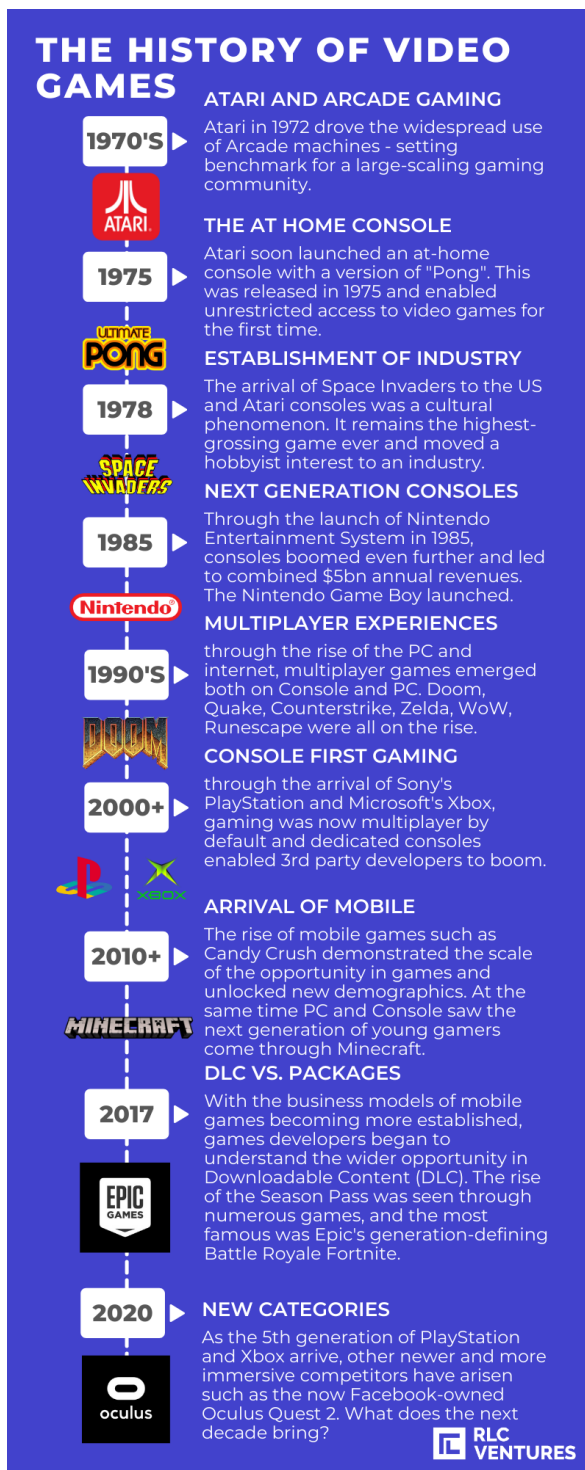 THE HISTORY OF VIDEO
GAMES
ATARI AND ARCADE GAMING
1970'S
Atari in 1972 drove the widespread use
of Arcade machines - setting
benchmark for a large-scaling gaming
community.
ATARI
THE AT HOME CONSOLE
1975
Atari soon launched an at-home
console with a version of "Pong". This
was released in 1975 and enabled
unrestricted access to video games for
the first time.
ULTIMATE
PONG
ESTABLISHMENT OF INDUSTRY
1978
The arrival of Space Invaders to the US
and Atari consoles was a cultural
phenomenon. It remains the highest-
grossing game ever and moved a
hobbyist interest to an industry.
SPACE
INVADERS
NEXT GENERATION CONSOLES
1985
Through the launch of Nintendo
Entertainment System in 1985,
consoles boomed even further and led
to combined $5bn annual revenues.
The Nintendo Game Boy launched.
Nintendo®
MULTIPLAYER EXPERIENCES
1990'S
through the rise of the PC and
internet, multiplayer games emerged
both on Console and PC. Doom,
Quake, Counterstrike, Zelda, WoW,
Runescape were all on the rise.
DOOM
CONSOLE FIRST GAMING
2000+
through the arrival of Sony's
PlayStation and Microsoft's Xbox,
gaming was now multiplayer by
default and dedicated consoles
enabled 3rd party developers to boom.
XBOX
ARRIVAL OF MOBILE
2010+
The rise of mobile games such as
Candy Crush demonstrated the scale
of the opportunity in games and
unlocked new demographics. At the
same time PC and Console saw the
next generation of young gamers
come through Minecraft.
MINECRAFT
DLC VS. PACKAGES
2017
With the business models of mobile
games becoming more established,
games developers began to
understand the wider opportunity in
Downloadable Content (DLC). The rise
of the Season Pass was seen through
numerous games, and the most
famous was Epic's generation-defining
Battle Royale Fortnite.
EPIC
GAMES
2020
NEW CATEGORIES
As the 5th generation of PlayStation
and Xbox arrive, other newer and more
immersive competitors have arisen
such as the now Facebook-owned
Oculus Quest 2. What does the next
decade bring?
oculus
RLC
VENTURES